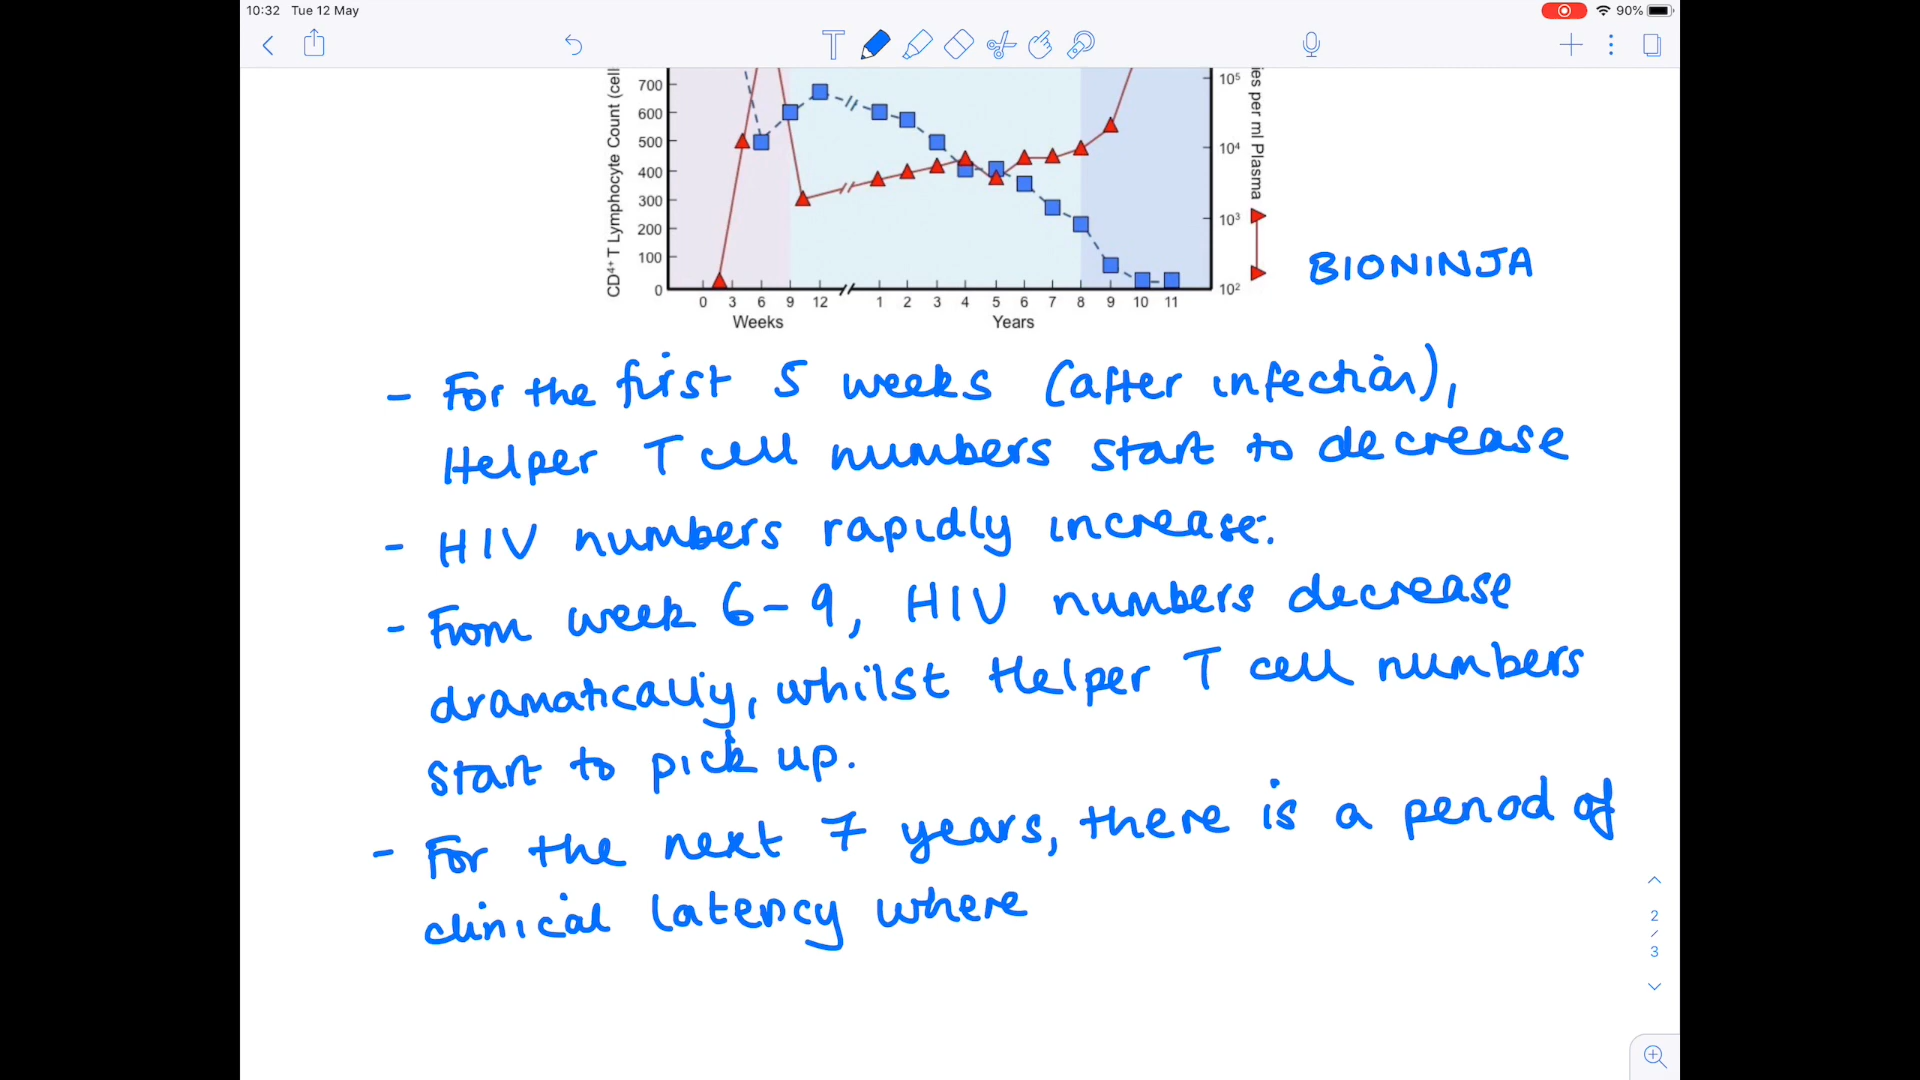 10:32 Tue 12 May
90%
CD4+ T Lymphocyte Count (cel
700
600
500
400
300
200
100
0
10⁵
10⁴
10³
10²
ies per ml Plasma
0 3 6 9 12 1 2 3 4 5 6 7 8 9 10 11
Weeks Years
BIONINJA
- For the first 5 weeks (after infection),
Helper T cell numbers start to decrease
- HIV numbers rapidly increase.
- From week 6-9, HIV numbers decrease
dramatically, whilst Helper T cell numbers
start to pick up.
- For the next 7 years, there is a period of
clinical latency where
2
/
3